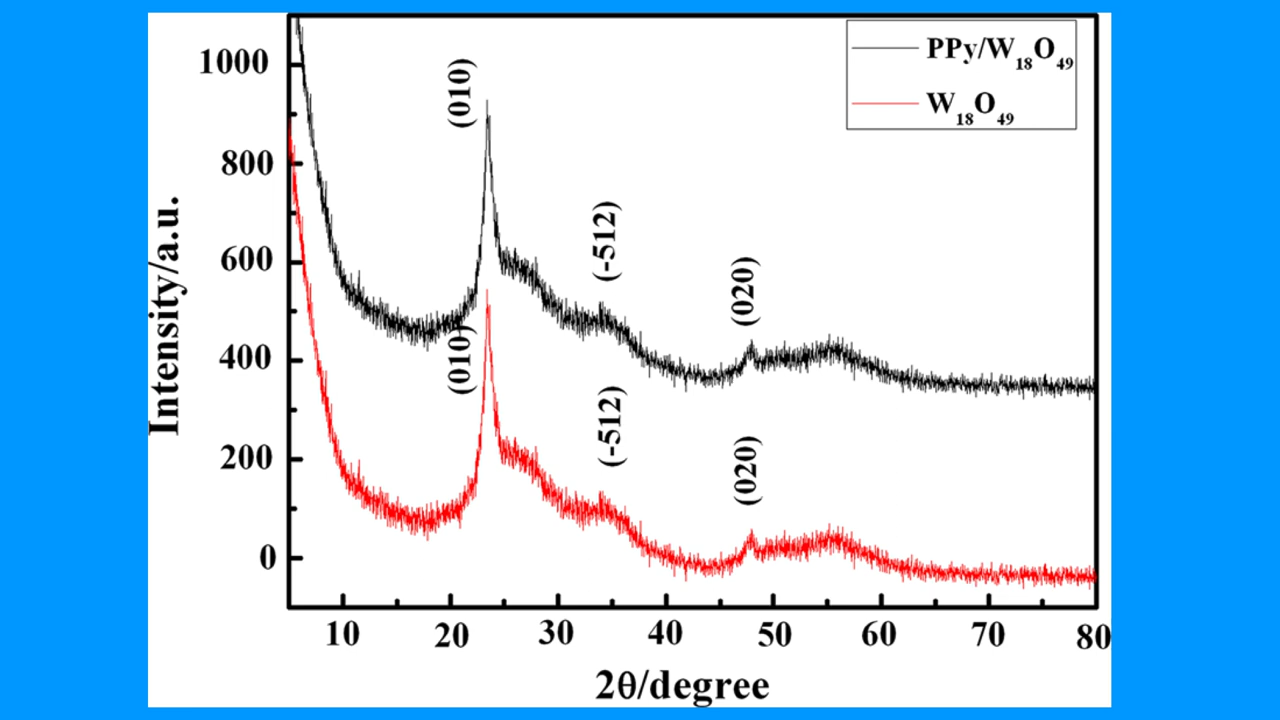 PPy/W₁₈O₄₉
W₁₈O₄₉
1000
800
600
400
200
0
Intensity/a.u.
(010)
(-512)
(020)
(010)
(-512)
(020)
10 20 30 40 50 60 70 80
2θ/degree